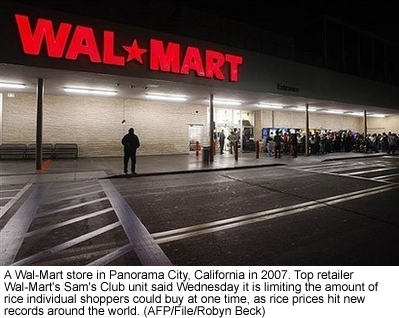 WAL★MART
Entrance
A Wal-Mart store in Panorama City, California in 2007. Top retailer
Wal-Mart's Sam's Club unit said Wednesday it is limiting the amount of
rice individual shoppers could buy at one time, as rice prices hit new
records around the world. (AFP/File/Robyn Beck)